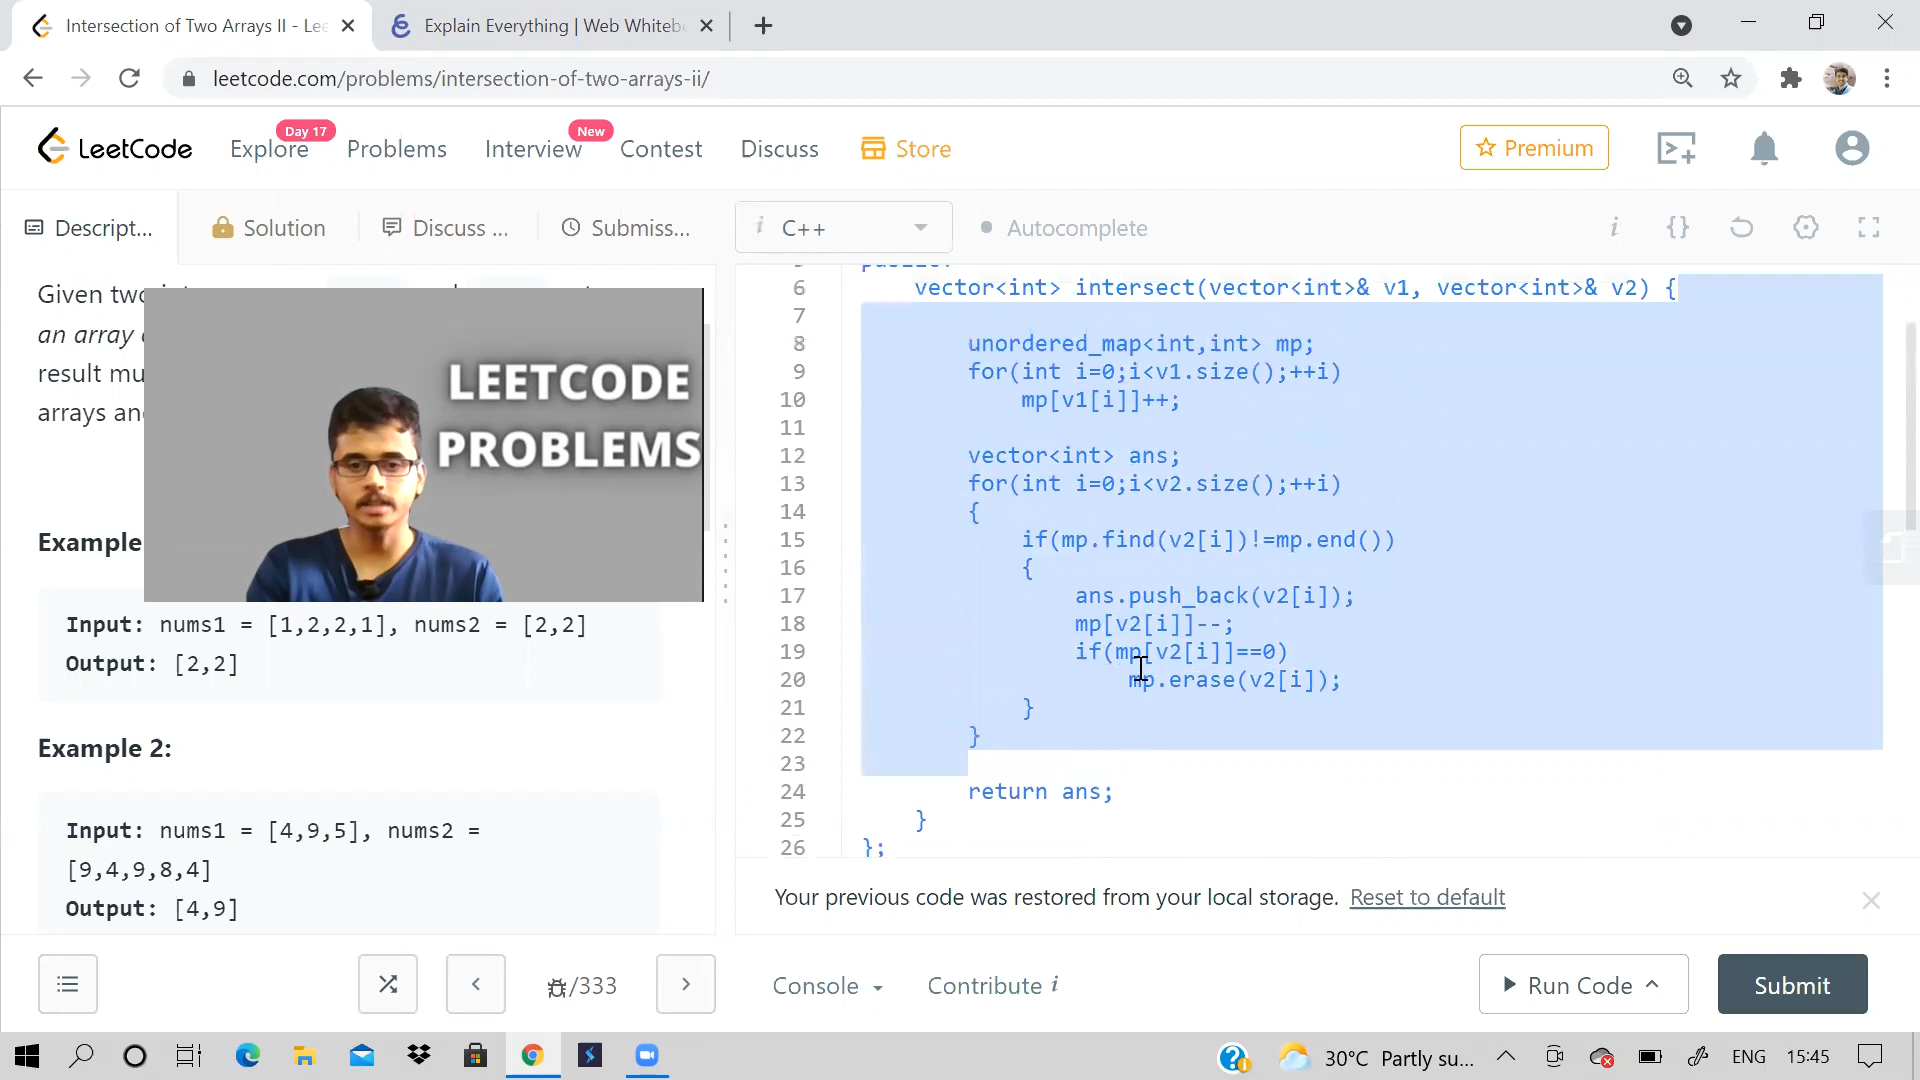 Intersection of Two Arrays II - Lee
Explain Everything | Web Whitebo
leetcode.com/problems/intersection-of-two-arrays-ii/
LeetCode
Explore
Day 17
Problems
Interview
New
Contest
Discuss
Store
Premium
Descript...
Solution
Discuss ...
Submiss...
i C++
Autocomplete
i {}
Given two
an array
result mu
arrays an
LEETCODE
PROBLEMS
Example
Input: nums1 = [1,2,2,1], nums2 = [2,2]
Output: [2,2]
Example 2:
Input: nums1 = [4,9,5], nums2 =
[9,4,9,8,4]
Output: [4,9]
6 vector<int> intersect(vector<int>& v1, vector<int>& v2) {
7
8 unordered_map<int,int> mp;
9 for(int i=0;i<v1.size();++i)
10 mp[v1[i]]++;
11
12 vector<int> ans;
13 for(int i=0;i<v2.size();++i)
14 {
15 if(mp.find(v2[i])!=mp.end())
16 {
17 ans.push_back(v2[i]);
18 mp[v2[i]]--;
19 if(mp[v2[i]]==0)
20 mp.erase(v2[i]);
21 }
22 }
23
24 return ans;
25 }
26 };
Your previous code was restored from your local storage. Reset to default
/333
Console
Contribute i
Run Code
Submit
30°C Partly su...
ENG
15:45